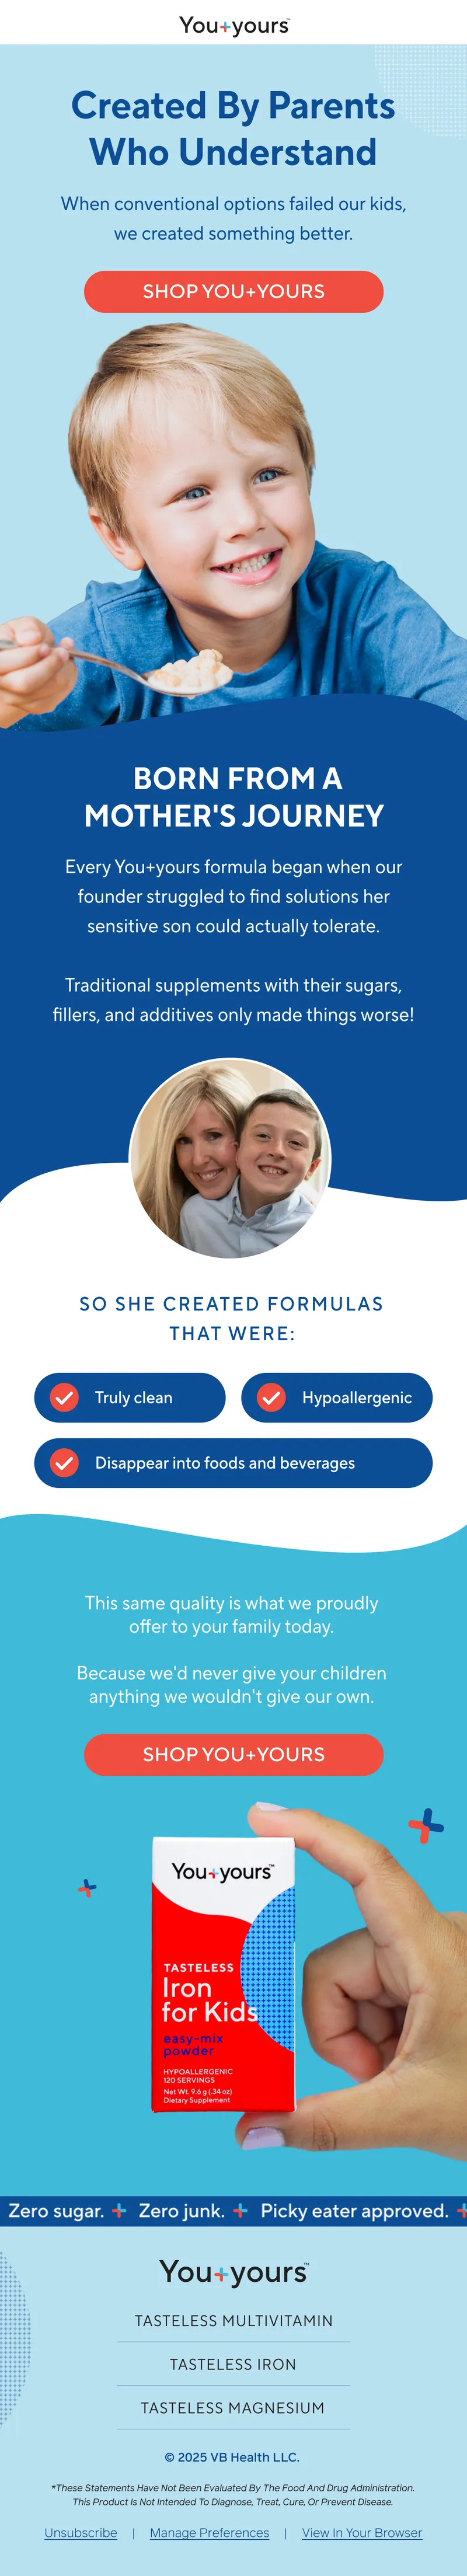 You+yours™
Created By Parents
Who Understand
When conventional options failed our kids,
we created something better.
SHOP YOU+YOURS
BORN FROM A
MOTHER'S JOURNEY
Every You+yours formula began when our
founder struggled to find solutions her
sensitive son could actually tolerate.
Traditional supplements with their sugars,
fillers, and additives only made things worse!
SO SHE CREATED FORMULAS
THAT WERE:
Truly clean
Hypoallergenic
Disappear into foods and beverages
This same quality is what we proudly
offer to your family today.
Because we'd never give your children
anything we wouldn't give our own.
SHOP YOU+YOURS
You+yours™
TASTELESS
Iron
for Kids
easy-mix
powder
HYPOALLERGENIC
120 SERVINGS
Net Wt. 9.6 g (.34 oz)
Dietary Supplement
Zero sugar. + Zero junk. + Picky eater approved. +
You+yours™
TASTELESS MULTIVITAMIN
TASTELESS IRON
TASTELESS MAGNESIUM
© 2025 VB Health LLC.
*These Statements Have Not Been Evaluated By The Food And Drug Administration.
This Product Is Not Intended To Diagnose, Treat, Cure, Or Prevent Disease.
Unsubscribe | Manage Preferences | View In Your Browser